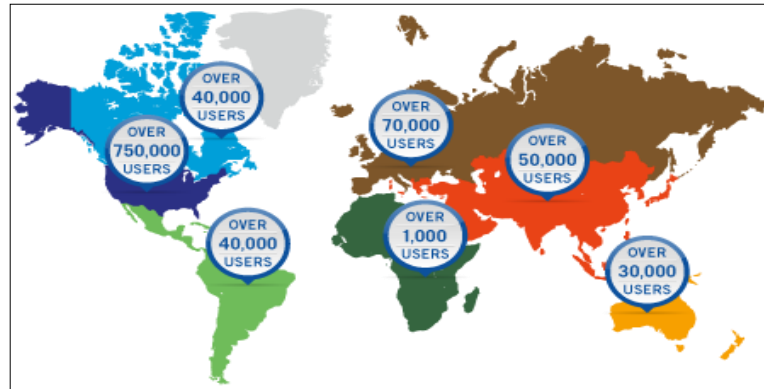 OVER
40,000
USERS
OVER
750,000
USERS
OVER
70,000
USERS
OVER
50,000
USERS
OVER
40,000
USERS
OVER
1,000
USERS
OVER
30,000
USERS